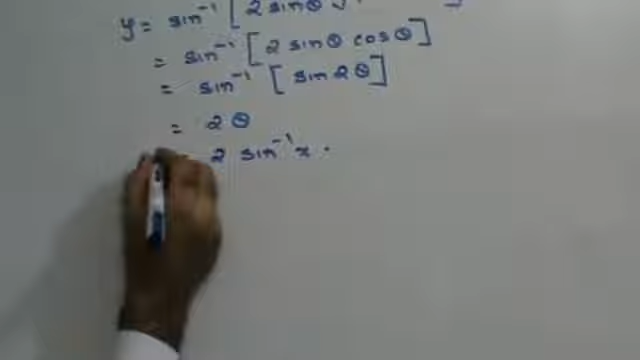 y = sin⁻¹ [ 2 sinθ
= sin⁻¹ [ 2 sinθ cosθ ]
= sin⁻¹ [ sin 2θ ]
= 2θ
2 sin⁻¹x .